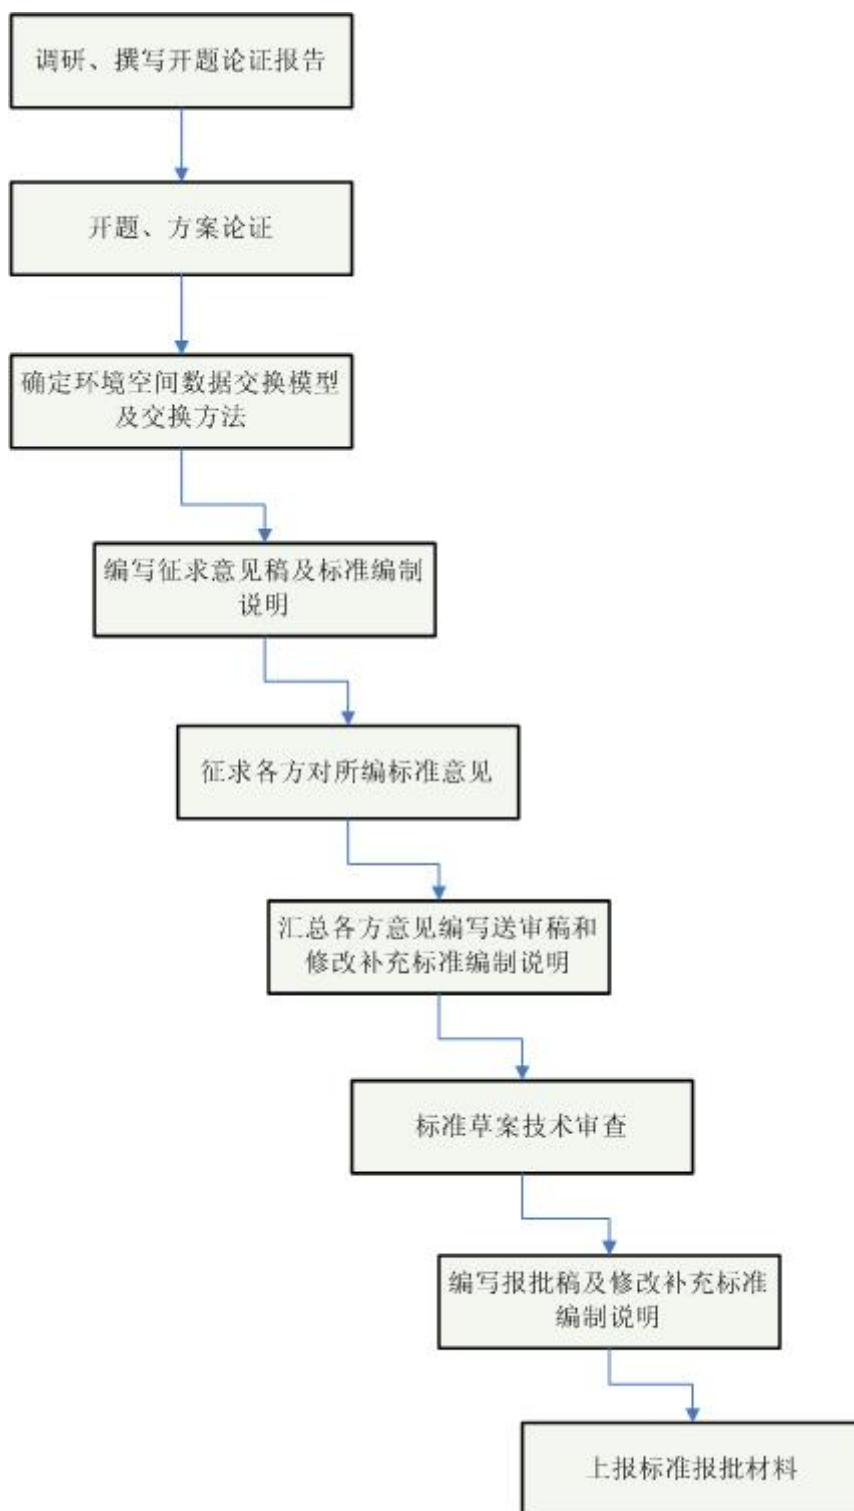 调研、撰写开题论证报告
开题、方案论证
确定环境空间数据交换模型
及交换方法
编写征求意见稿及标准编制
说明
征求各方对所编标准意见
汇总各方意见编写送审稿和
修改补充标准编制说明
标准草案技术审查
编写报批稿及修改补充标准
编制说明
上报标准报批材料